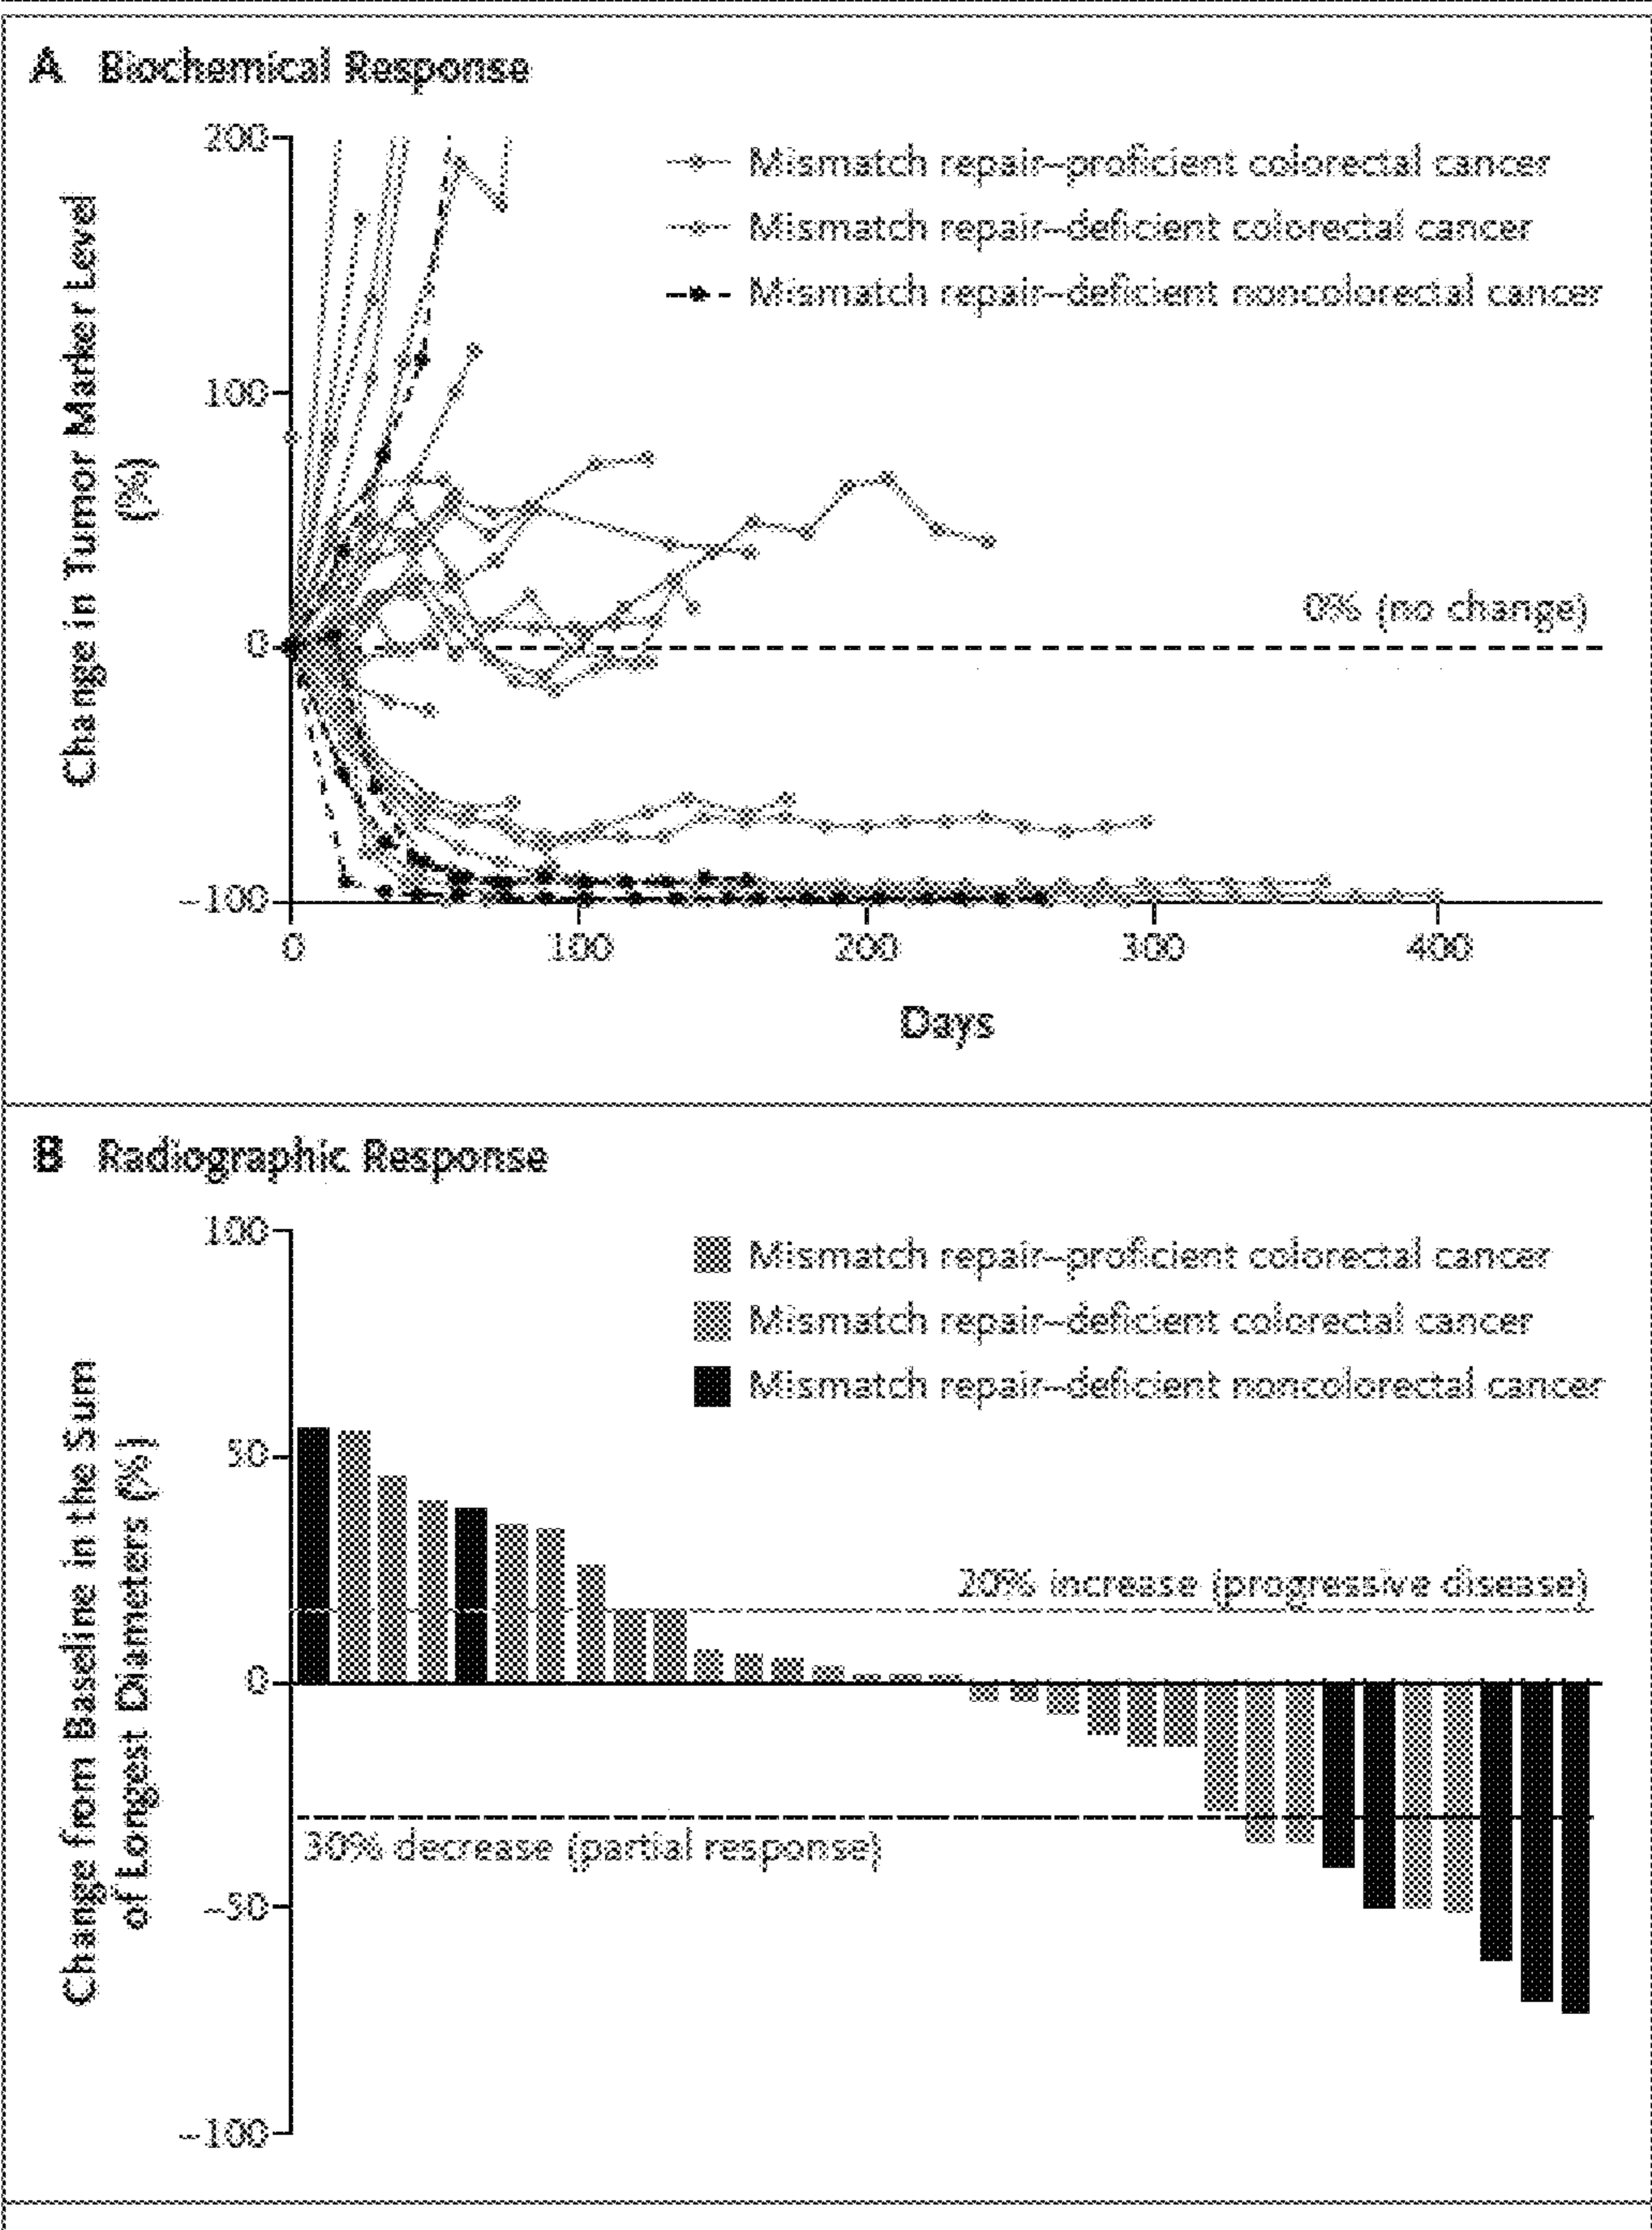 A Biochemical Response
200
100
0
-100
Change in Tumor Marker Level
(%)
Mismatch repair–proficient colorectal cancer
Mismatch repair–deficient colorectal cancer
Mismatch repair–deficient noncolorectal cancer
0% (no change)
0 100 200 300 400
Days
B Radiographic Response
100
50
0
-50
-100
Change from Baseline in the Sum
of Longest Diameters (%)
Mismatch repair–proficient colorectal cancer
Mismatch repair–deficient colorectal cancer
Mismatch repair–deficient noncolorectal cancer
20% increase (progressive disease)
30% decrease (partial response)